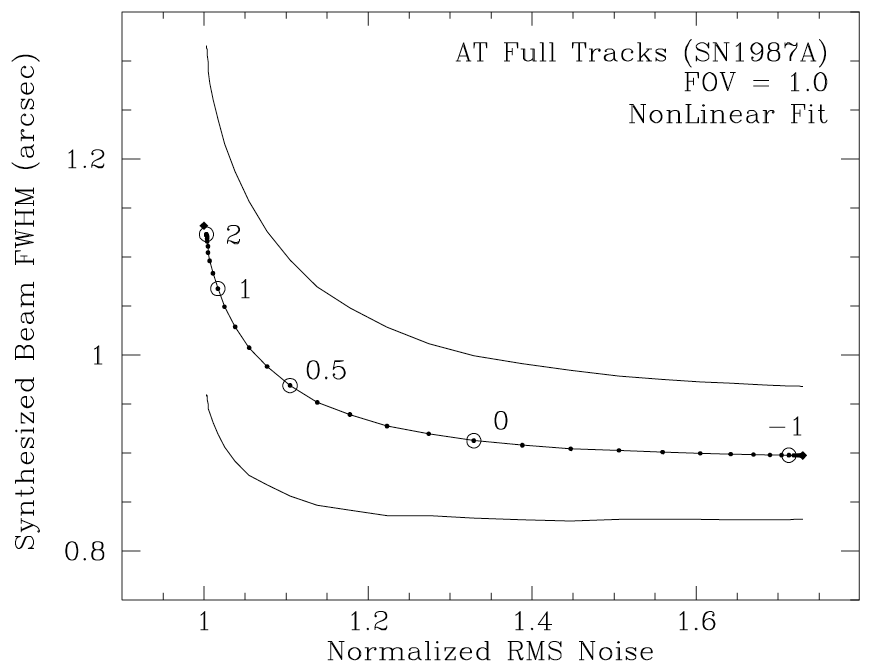 AT Full Tracks (SN1987A)
FOV = 1.0
NonLinear Fit
Synthesized Beam FWHM (arcsec)
1.2
1
0.8
2
1
0.5
0
−1
1
1.2
1.4
1.6
Normalized RMS Noise